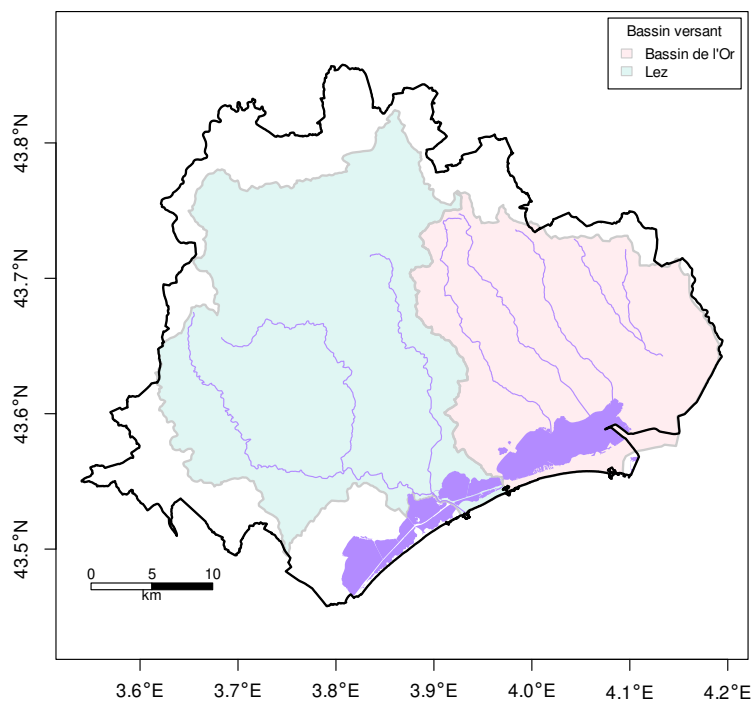 Bassin versant
Bassin de l'Or
Lez
43.8°N
43.7°N
43.6°N
43.5°N
0 5 10
km
3.6°E 3.7°E 3.8°E 3.9°E 4.0°E 4.1°E 4.2°E